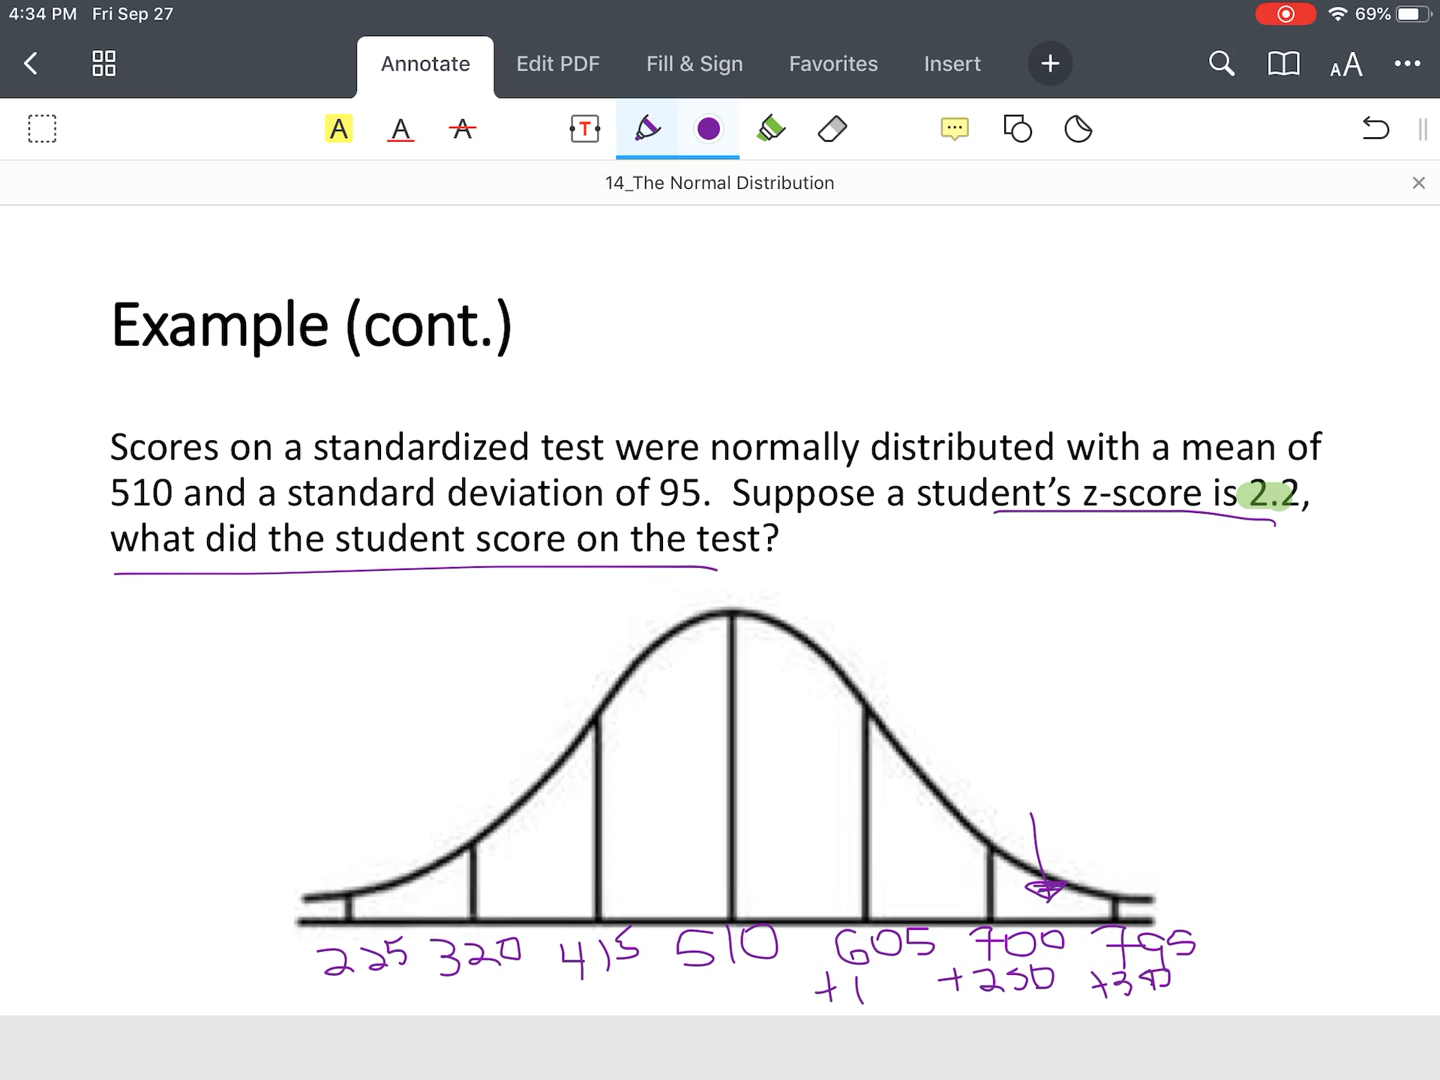 4:34 PM Fri Sep 27 69%
Annotate Edit PDF Fill & Sign Favorites Insert
A A A T AA
14_The Normal Distribution
Example (cont.)
Scores on a standardized test were normally distributed with a mean of
510 and a standard deviation of 95. Suppose a student’s z-score is 2.2,
what did the student score on the test?
225 320 415 510 605 700 795
+1 +2SD +3SD